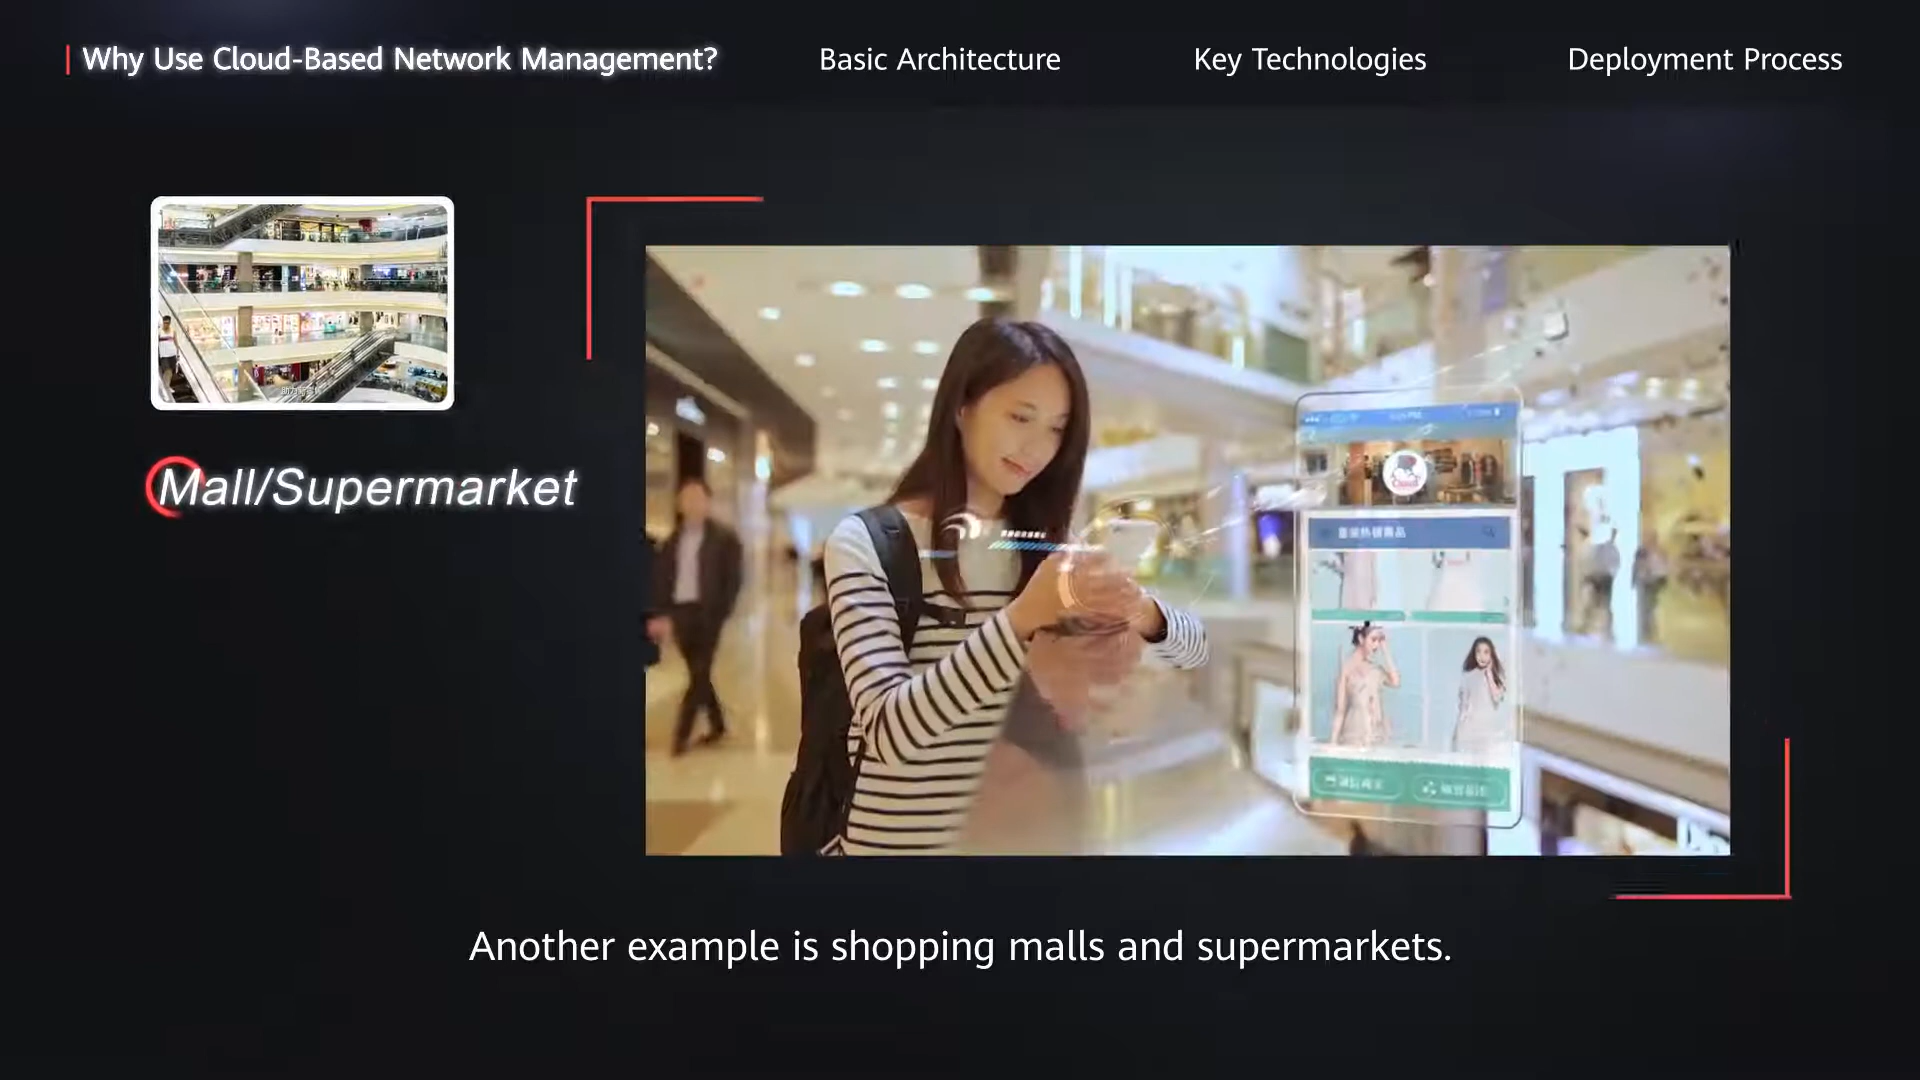 Why Use Cloud-Based Network Management?
Basic Architecture
Key Technologies
Deployment Process
Mall/Supermarket
Another example is shopping malls and supermarkets.